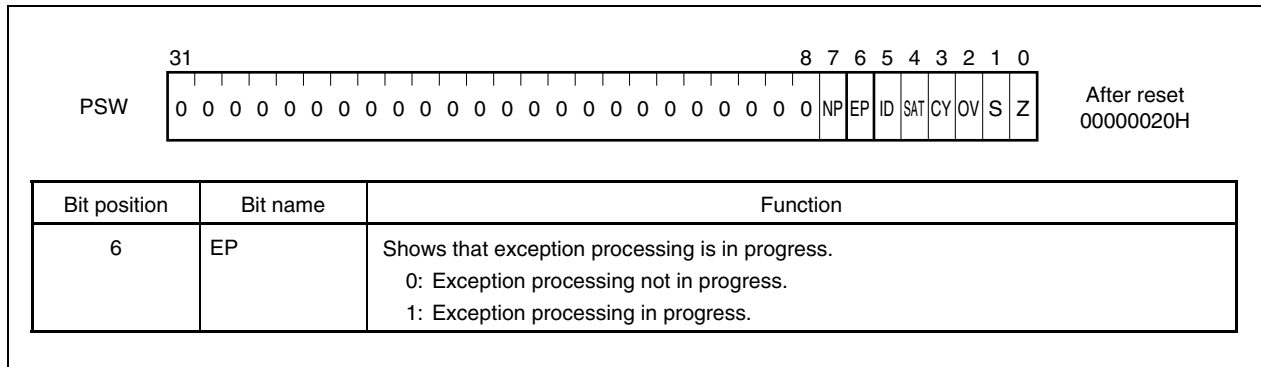 31 8 7 6 5 4 3 2 1 0
PSW 0 0 0 0 0 0 0 0 0 0 0 0 0 0 0 0 0 0 0 0 0 0 0 0 NP EP ID SAT CY OV S Z After reset
00000020H
Bit position Bit name Function
6 EP Shows that exception processing is in progress.
0: Exception processing not in progress.
1: Exception processing in progress.